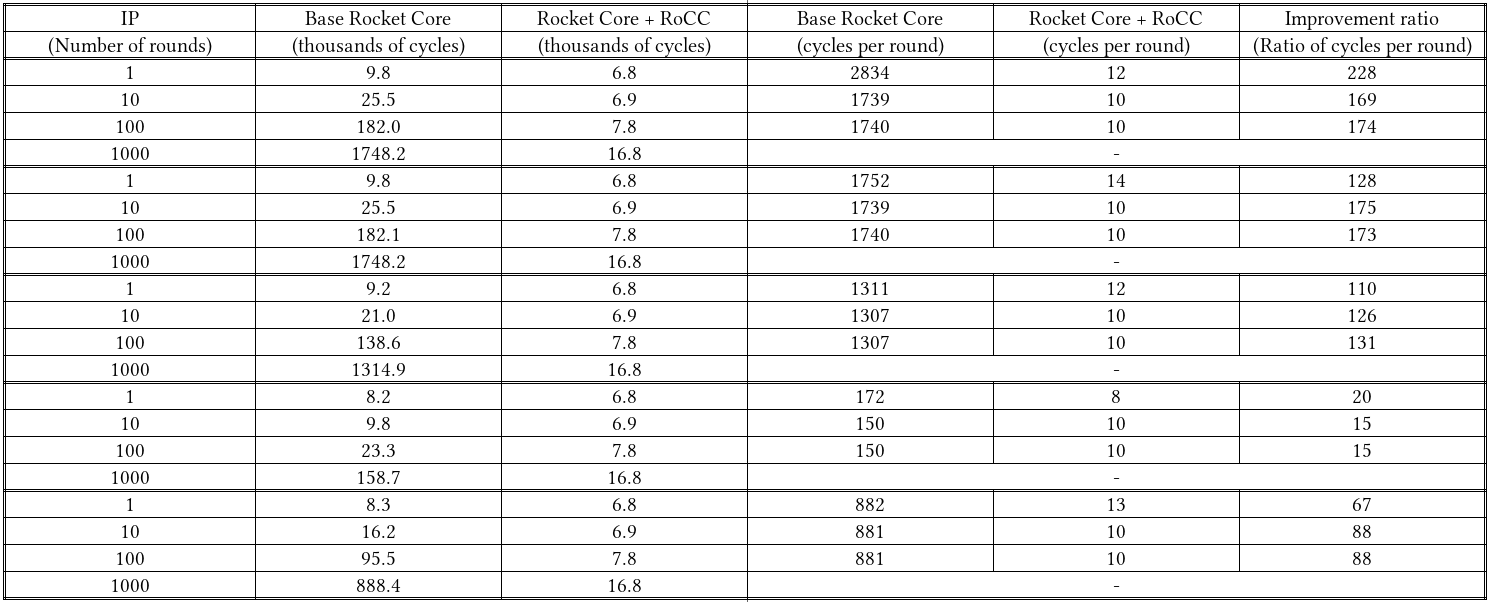 IP Base Rocket Core Rocket Core + RoCC Base Rocket Core Rocket Core + RoCC Improvement ratio
(Number of rounds) (thousands of cycles) (thousands of cycles) (cycles per round) (cycles per round) (Ratio of cycles per round)
1 9.8 6.8 2834 12 228
10 25.5 6.9 1739 10 169
100 182.0 7.8 1740 10 174
1000 1748.2 16.8 -
1 9.8 6.8 1752 14 128
10 25.5 6.9 1739 10 175
100 182.1 7.8 1740 10 173
1000 1748.2 16.8 -
1 9.2 6.8 1311 12 110
10 21.0 6.9 1307 10 126
100 138.6 7.8 1307 10 131
1000 1314.9 16.8 -
1 8.2 6.8 172 8 20
10 9.8 6.9 150 10 15
100 23.3 7.8 150 10 15
1000 158.7 16.8 -
1 8.3 6.8 882 13 67
10 16.2 6.9 881 10 88
100 95.5 7.8 881 10 88
1000 888.4 16.8 -